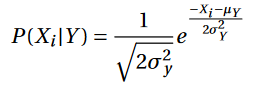 P(X_i|Y) = \frac{1}{\sqrt{2\sigma_y^2}} e^{\frac{-X_i - \mu_Y}{2\sigma_Y^2}}